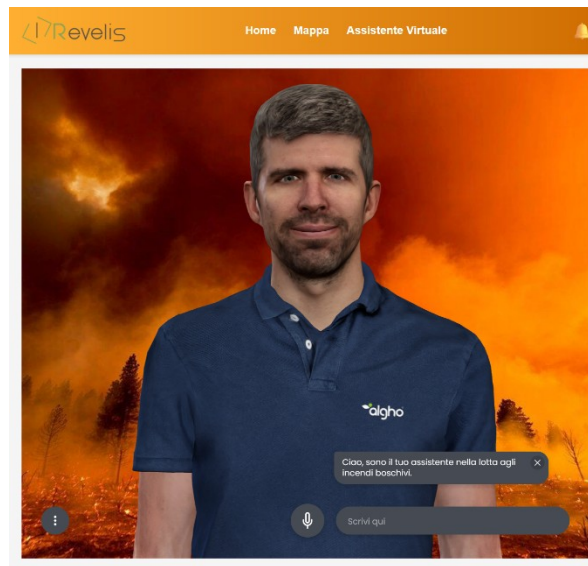 Revelis
Home Mappa Assistente Virtuale
algho
Ciao, sono il tuo assistente nella lotta agli
incendi boschivi.
Scrivi qui